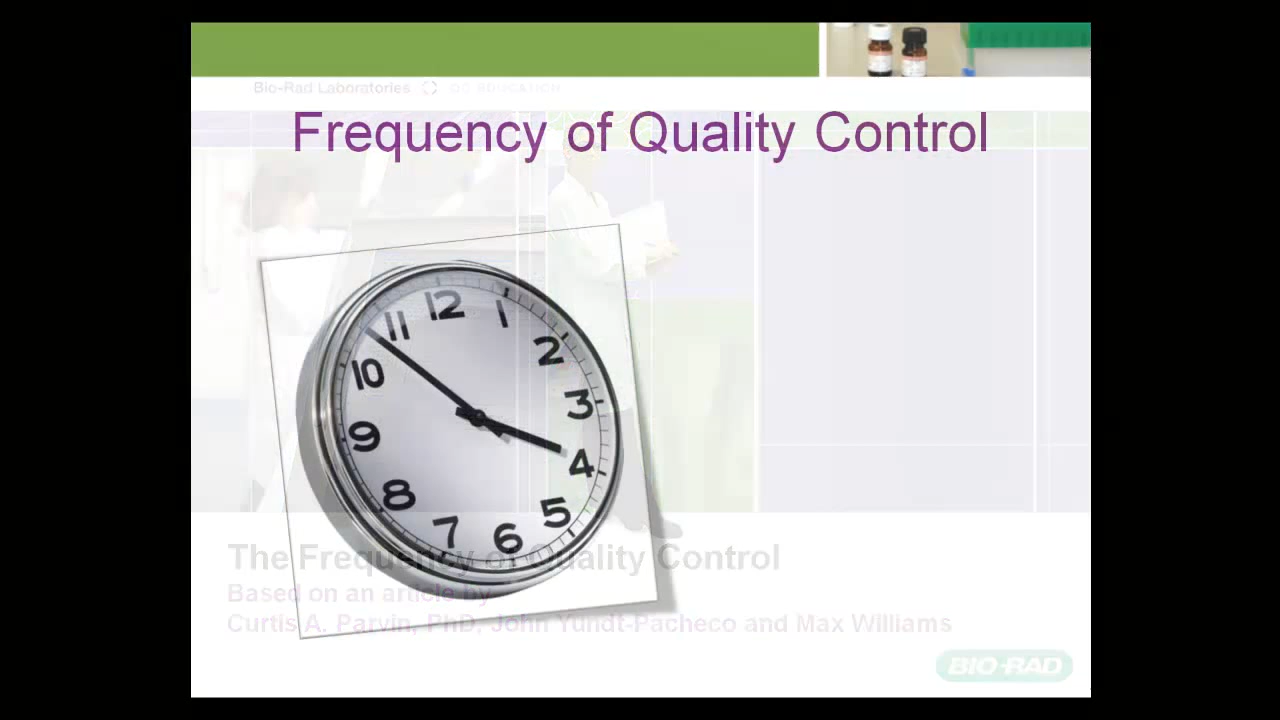 Bio-Rad Laboratories QC EDUCATION
Frequency of Quality Control
12
1
2
3
4
5
6
7
8
9
10
11
The Frequency of Quality Control
Based on an article by
Curtis A. Parvin, PhD, John Yundt-Pacheco and Max Williams
BIO-RAD